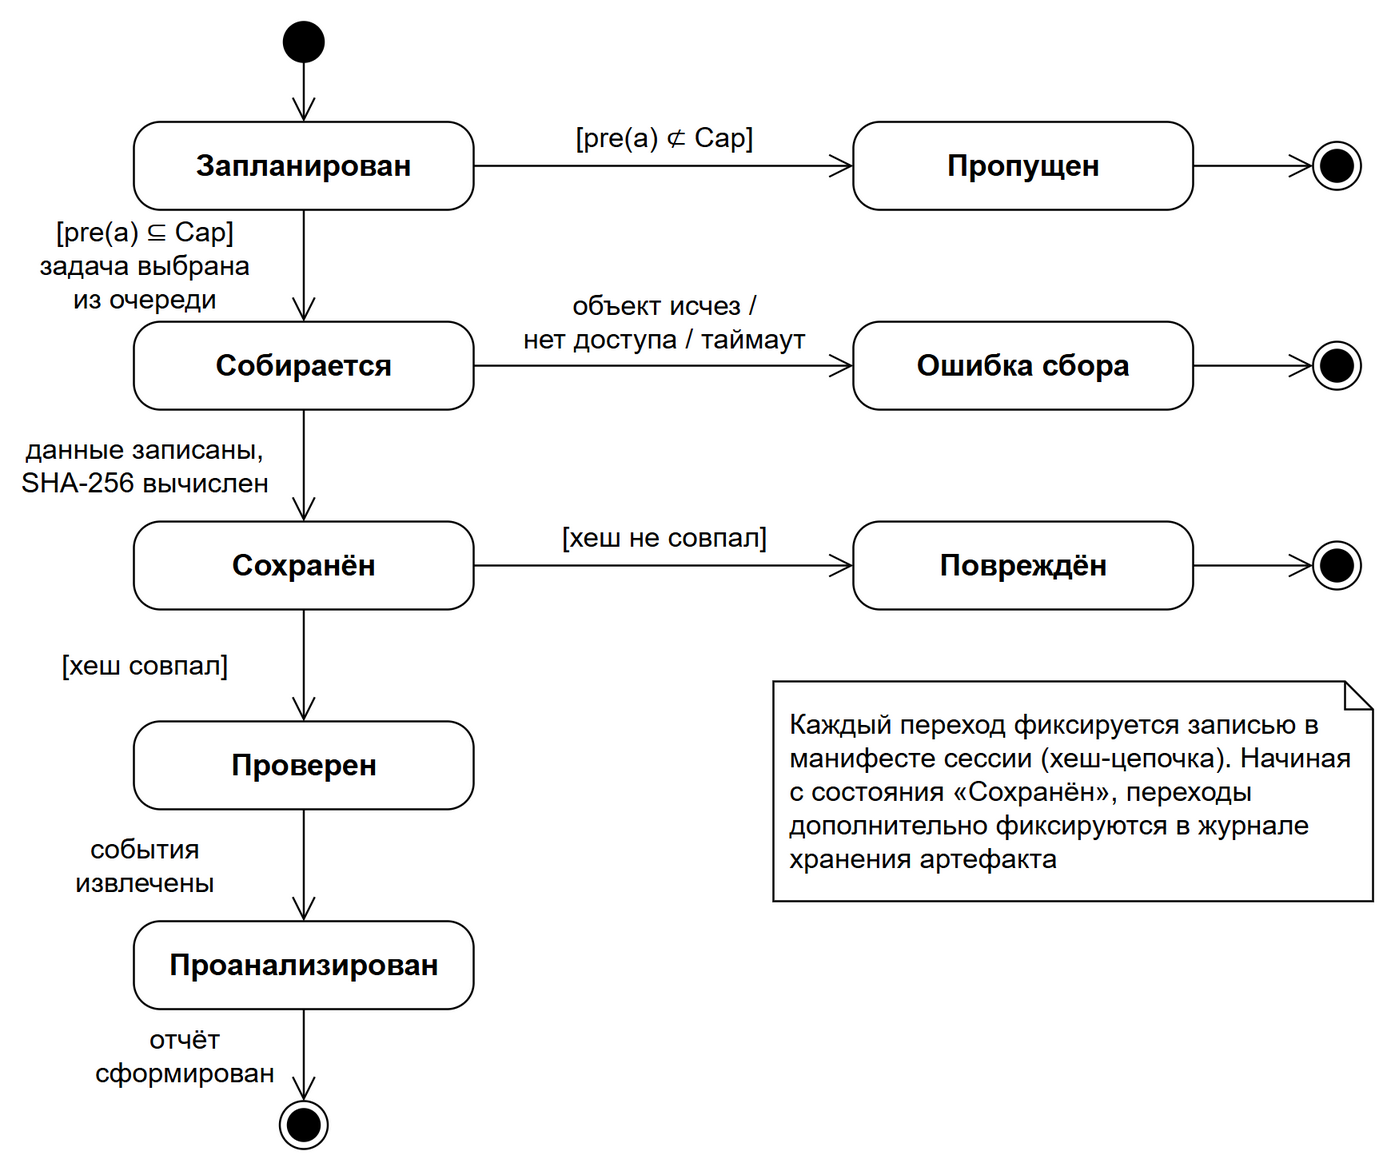 Запланирован
[pre(a) ⊄ Cap]
Пропущен
[pre(a) ⊆ Cap]
задача выбрана
из очереди
Собирается
объект исчез /
нет доступа / таймаут
Ошибка сбора
данные записаны,
SHA-256 вычислен
Сохранён
[хеш не совпал]
Повреждён
[хеш совпал]
Проверен
Каждый переход фиксируется записью в
манифесте сессии (хеш-цепочка). Начиная
с состояния «Сохранён», переходы
дополнительно фиксируются в журнале
хранения артефакта
события
извлечены
Проанализирован
отчёт
сформирован